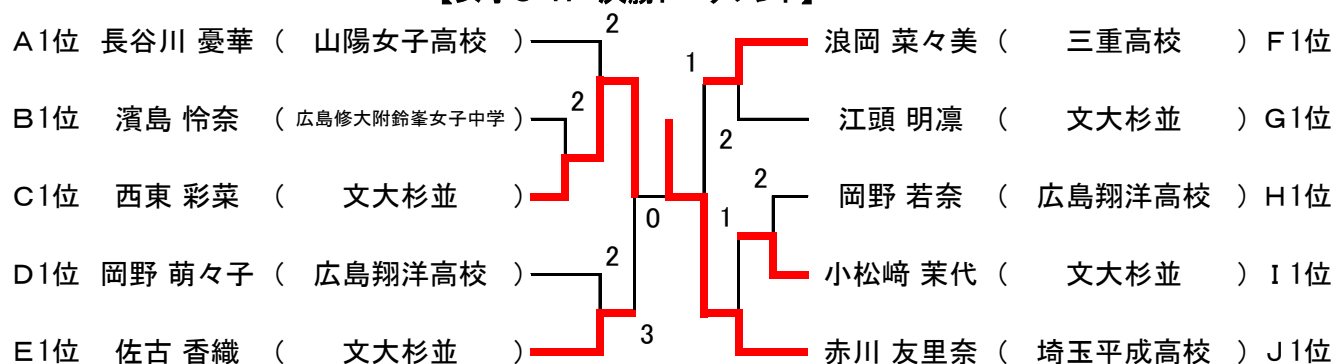 2
A1位 長谷川 憂華 ( 山陽女子高校 ) 浪岡 菜々美 ( 三重高校 ) F1位
1
2
B1位 濱島 怜奈 ( 広島修大附鈴峯女子中学 ) 江頭 明凛 ( 文大杉並 ) G1位
2
2
C1位 西東 彩菜 ( 文大杉並 ) 岡野 若奈 ( 広島翔洋高校 ) H1位
0 1
2
D1位 岡野 萌々子 ( 広島翔洋高校 ) 小松﨑 茉代 ( 文大杉並 ) I1位
3
E1位 佐古 香織 ( 文大杉並 ) 赤川 友里奈 ( 埼玉平成高校 ) J1位